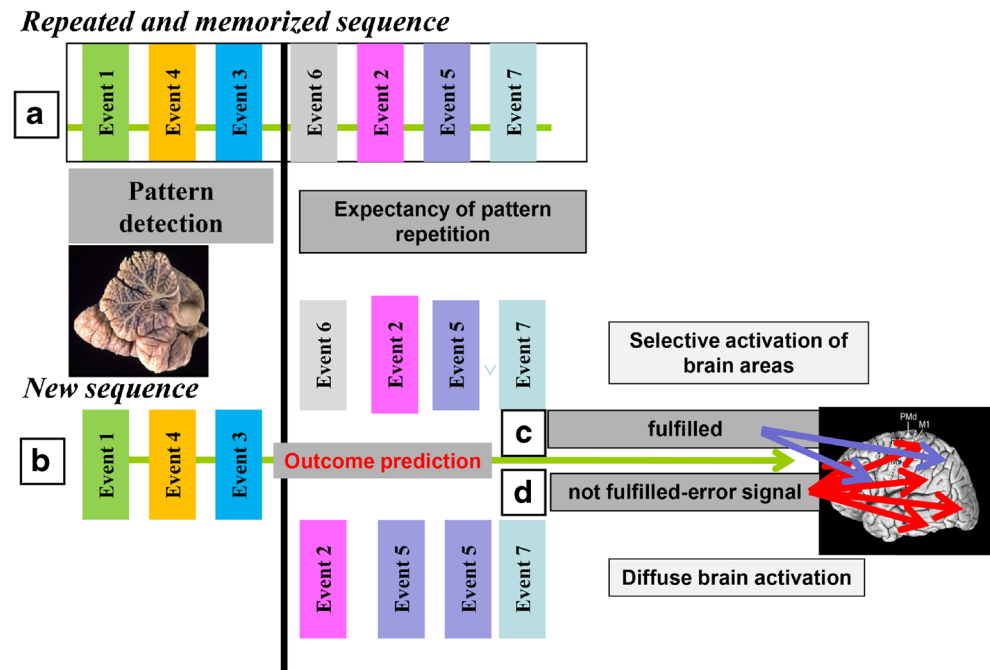 Repeated and memorized sequence
a
Event 1
Event 4
Event 3
Event 6
Event 2
Event 5
Event 7
Pattern
detection
Expectancy of pattern
repetition
Event 6
Event 2
Event 5
Event 7
Selective activation of
brain areas
New sequence
b
Event 1
Event 4
Event 3
Outcome prediction
c
fulfilled
d
not fulfilled-error signal
PMd
M1
Event 2
Event 5
Event 5
Event 7
Diffuse brain activation